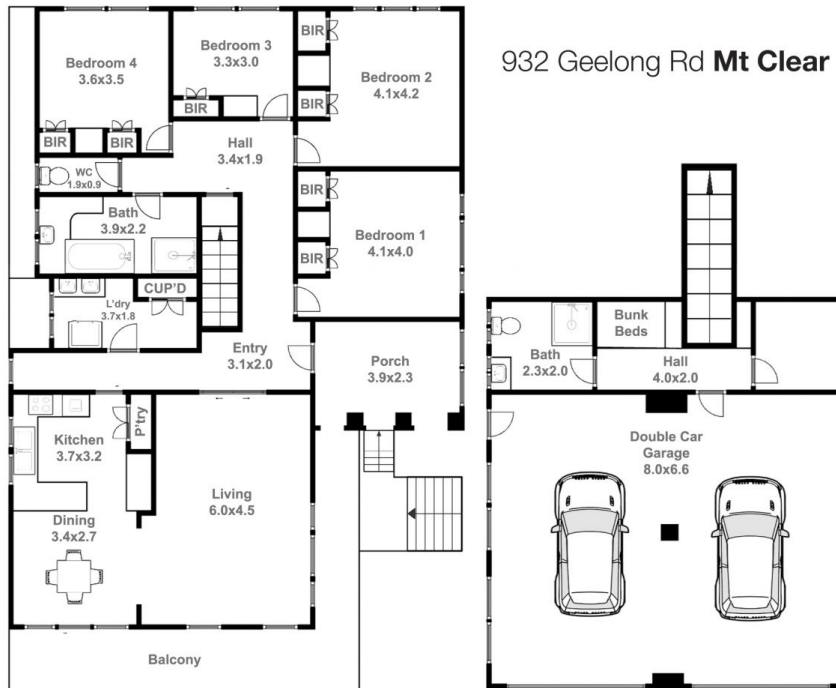 932 Geelong Rd Mt Clear
Bedroom 4
3.6x3.5
Bedroom 3
3.3x3.0
BIR
Bedroom 2
4.1x4.2
BIR
BIR
BIR
BIR
Hall
3.4x1.9
WC
1.9x0.9
Bath
3.9x2.2
BIR
Bedroom 1
4.1x4.0
BIR
CUP'D
L'dry
3.7x1.8
Entry
3.1x2.0
Porch
3.9x2.3
Kitchen
3.7x3.2
P'try
Living
6.0x4.5
Dining
3.4x2.7
Balcony
Bunk
Beds
Bath
2.3x2.0
Hall
4.0x2.0
Double Car
Garage
8.0x6.6